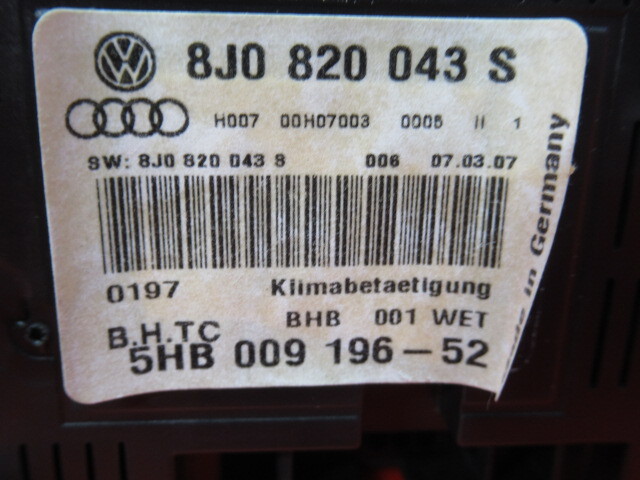 8J0 820 043 S
H007 00H07003 0005 II 1
SW: 8J0 820 043 S 006 07.03.07
0197 Klimabetaetigung
BHB 001 WET
B.H.TC
5HB 009 196-52
in Germany